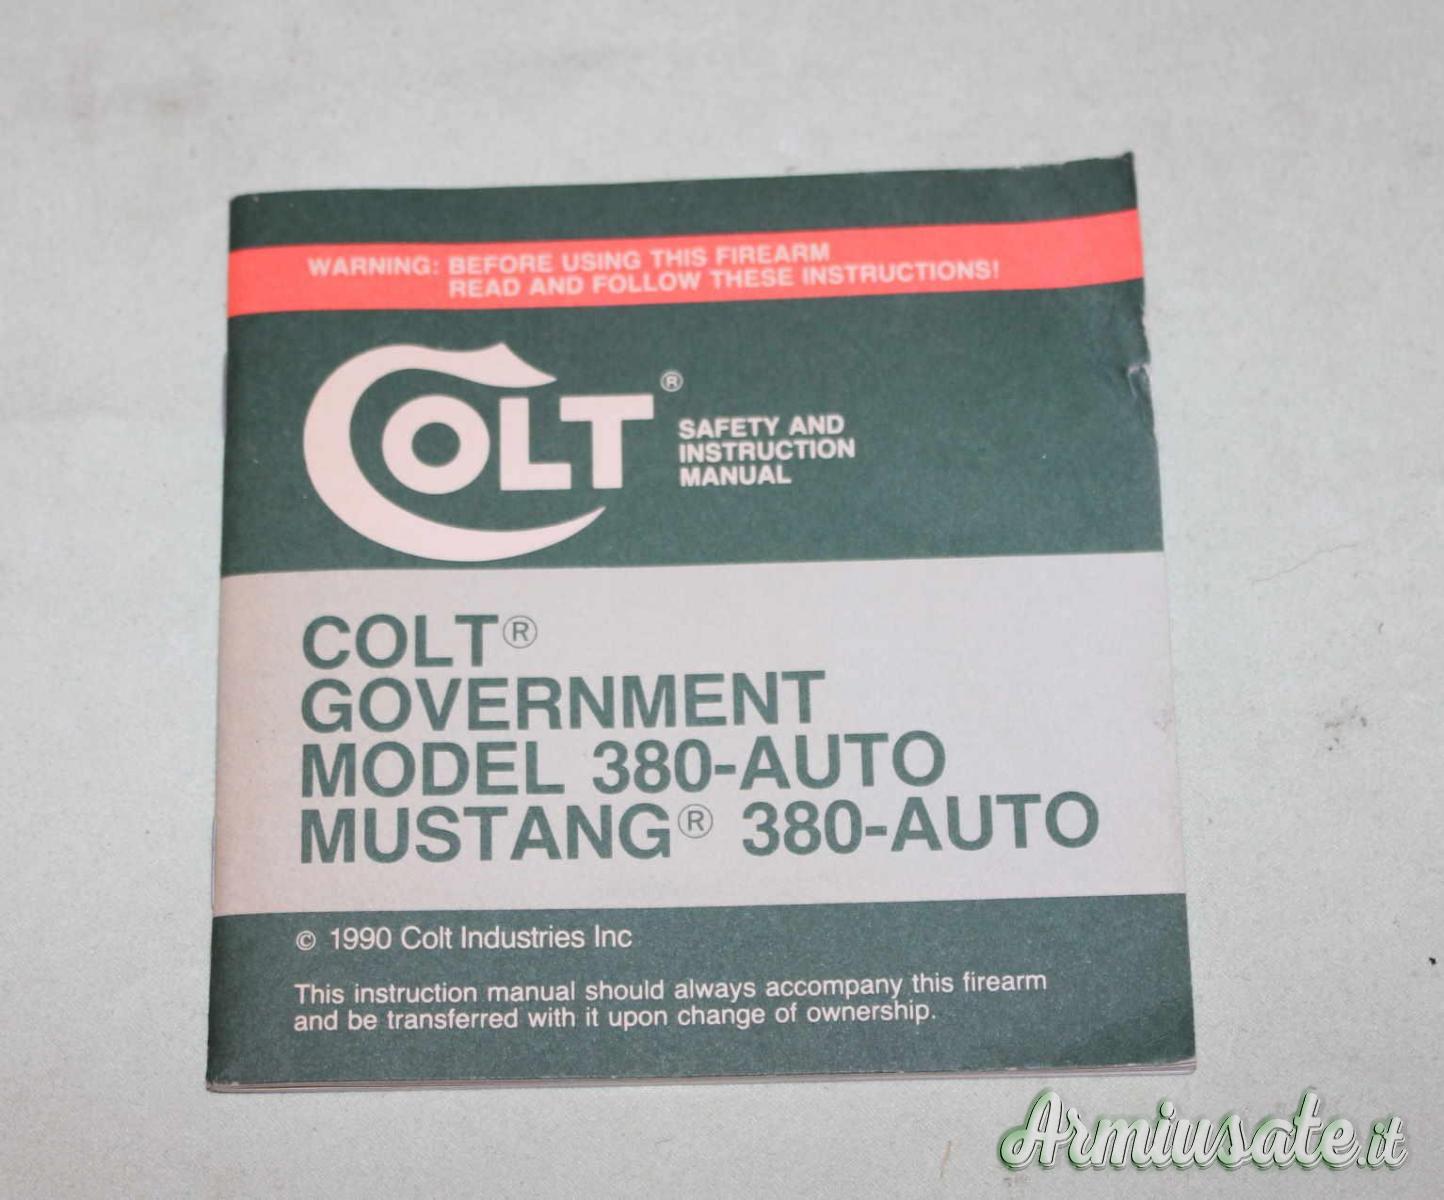 WARNING: BEFORE USING THIS FIREARM
READ AND FOLLOW THESE INSTRUCTIONS!
COLT®
SAFETY AND
INSTRUCTION
MANUAL
COLT®
GOVERNMENT
MODEL 380-AUTO
MUSTANG® 380-AUTO
© 1990 Colt Industries Inc
This instruction manual should always accompany this firearm
and be transferred with it upon change of ownership.
Armiusate.it